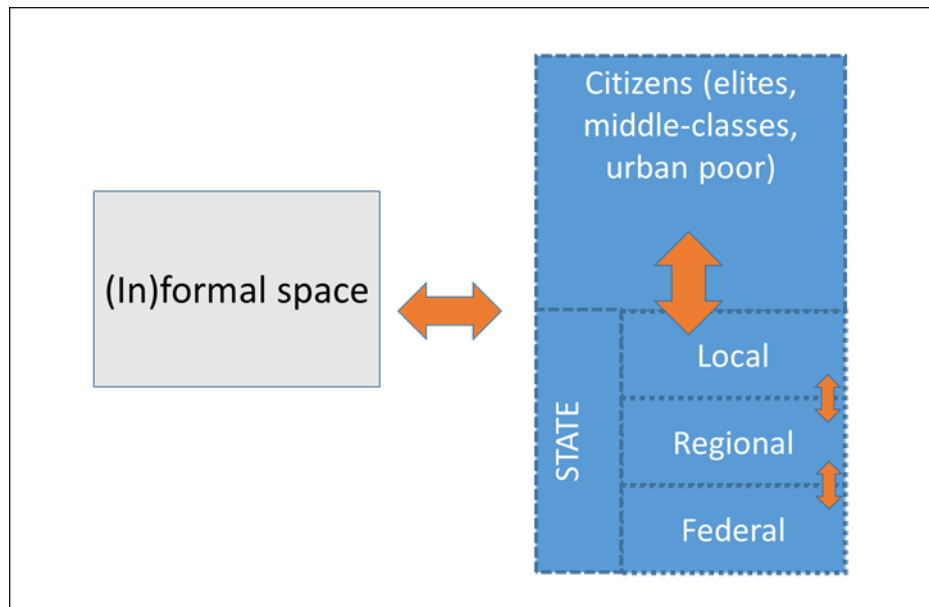 Citizens (elites,
middle-classes,
urban poor)
(In)formal space
STATE
Local
Regional
Federal